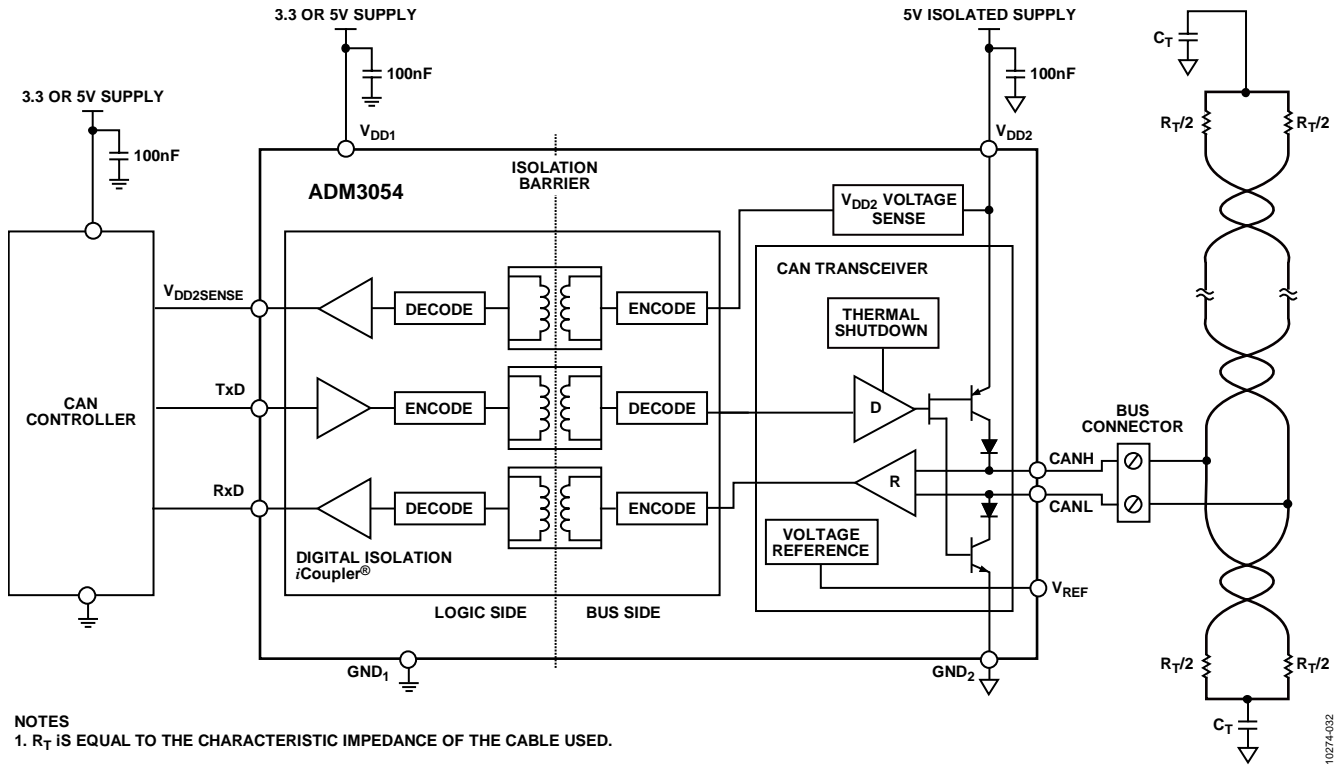 3.3 OR 5V SUPPLY
5V ISOLATED SUPPLY
100nF
100nF
C_T
3.3 OR 5V SUPPLY
100nF
V_DD1
V_DD2
R_T/2
R_T/2
ADM3054
ISOLATION
BARRIER
V_DD2 VOLTAGE
SENSE
CAN TRANSCEIVER
V_DD2SENSE
DECODE
ENCODE
THERMAL
SHUTDOWN
CAN
CONTROLLER
TxD
ENCODE
DECODE
D
BUS
CONNECTOR
RxD
DECODE
ENCODE
R
CANH
CANL
VOLTAGE
REFERENCE
DIGITAL ISOLATION
iCoupler®
V_REF
LOGIC SIDE
BUS SIDE
GND_1
GND_2
R_T/2
R_T/2
C_T
NOTES
1. R_T IS EQUAL TO THE CHARACTERISTIC IMPEDANCE OF THE CABLE USED.
10274-032